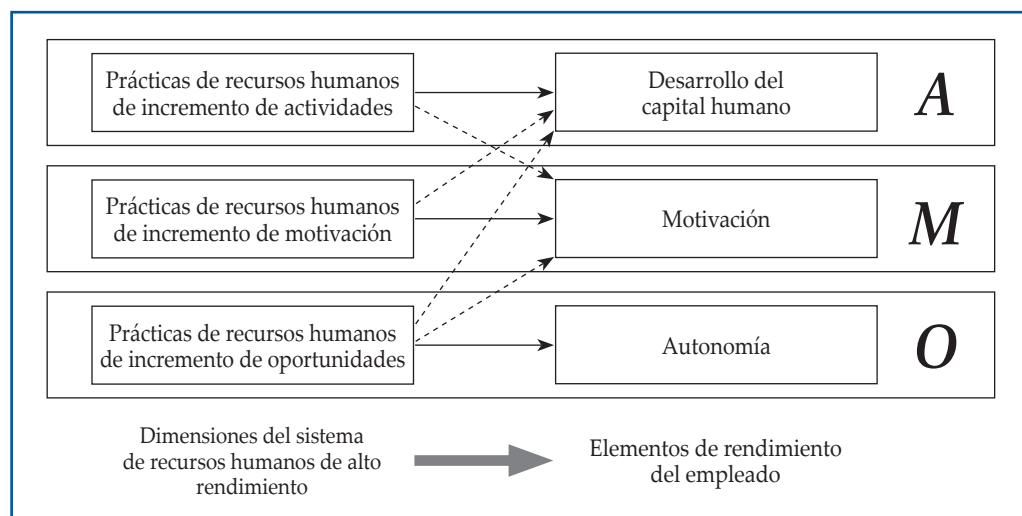 Prácticas de recursos humanos
de incremento de actividades
Desarrollo del
capital humano
A
Prácticas de recursos humanos
de incremento de motivación
Motivación
M
Prácticas de recursos humanos
de incremento de oportunidades
Autonomía
O
Dimensiones del sistema
de recursos humanos de alto
rendimiento
Elementos de rendimiento
del empleado